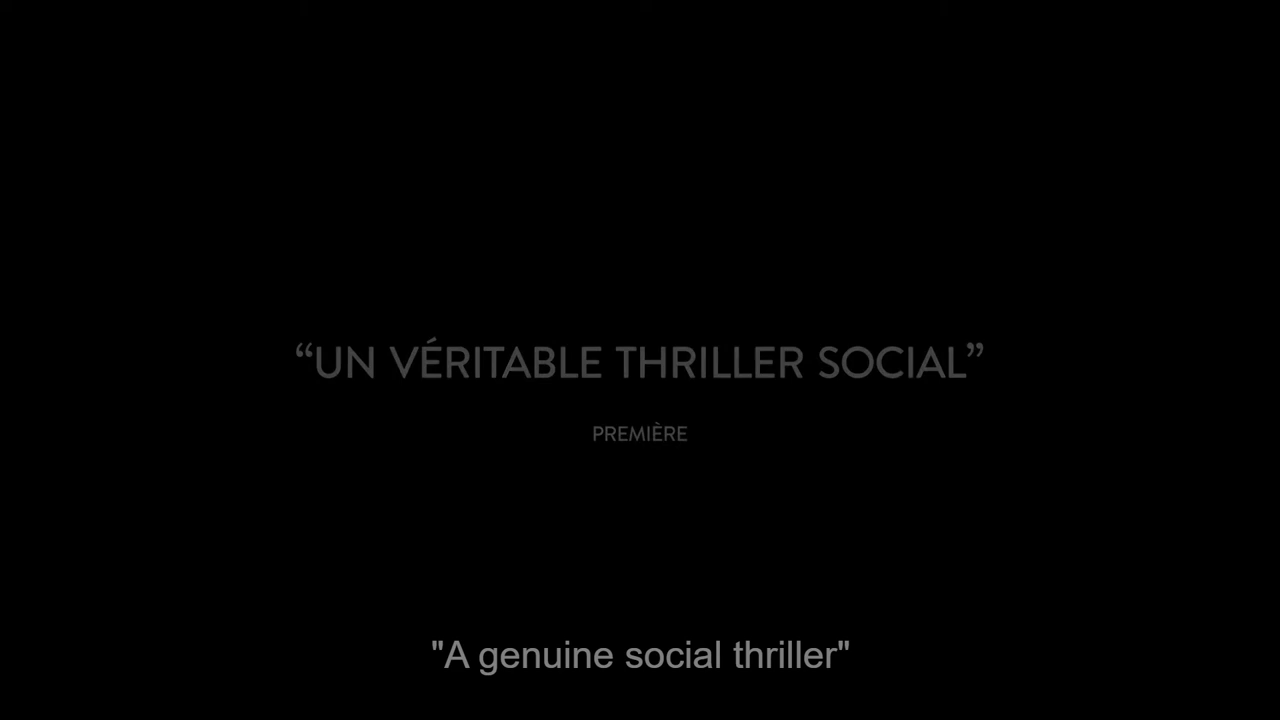 “UN VÉRITABLE THRILLER SOCIAL”
PREMIÈRE
"A genuine social thriller"